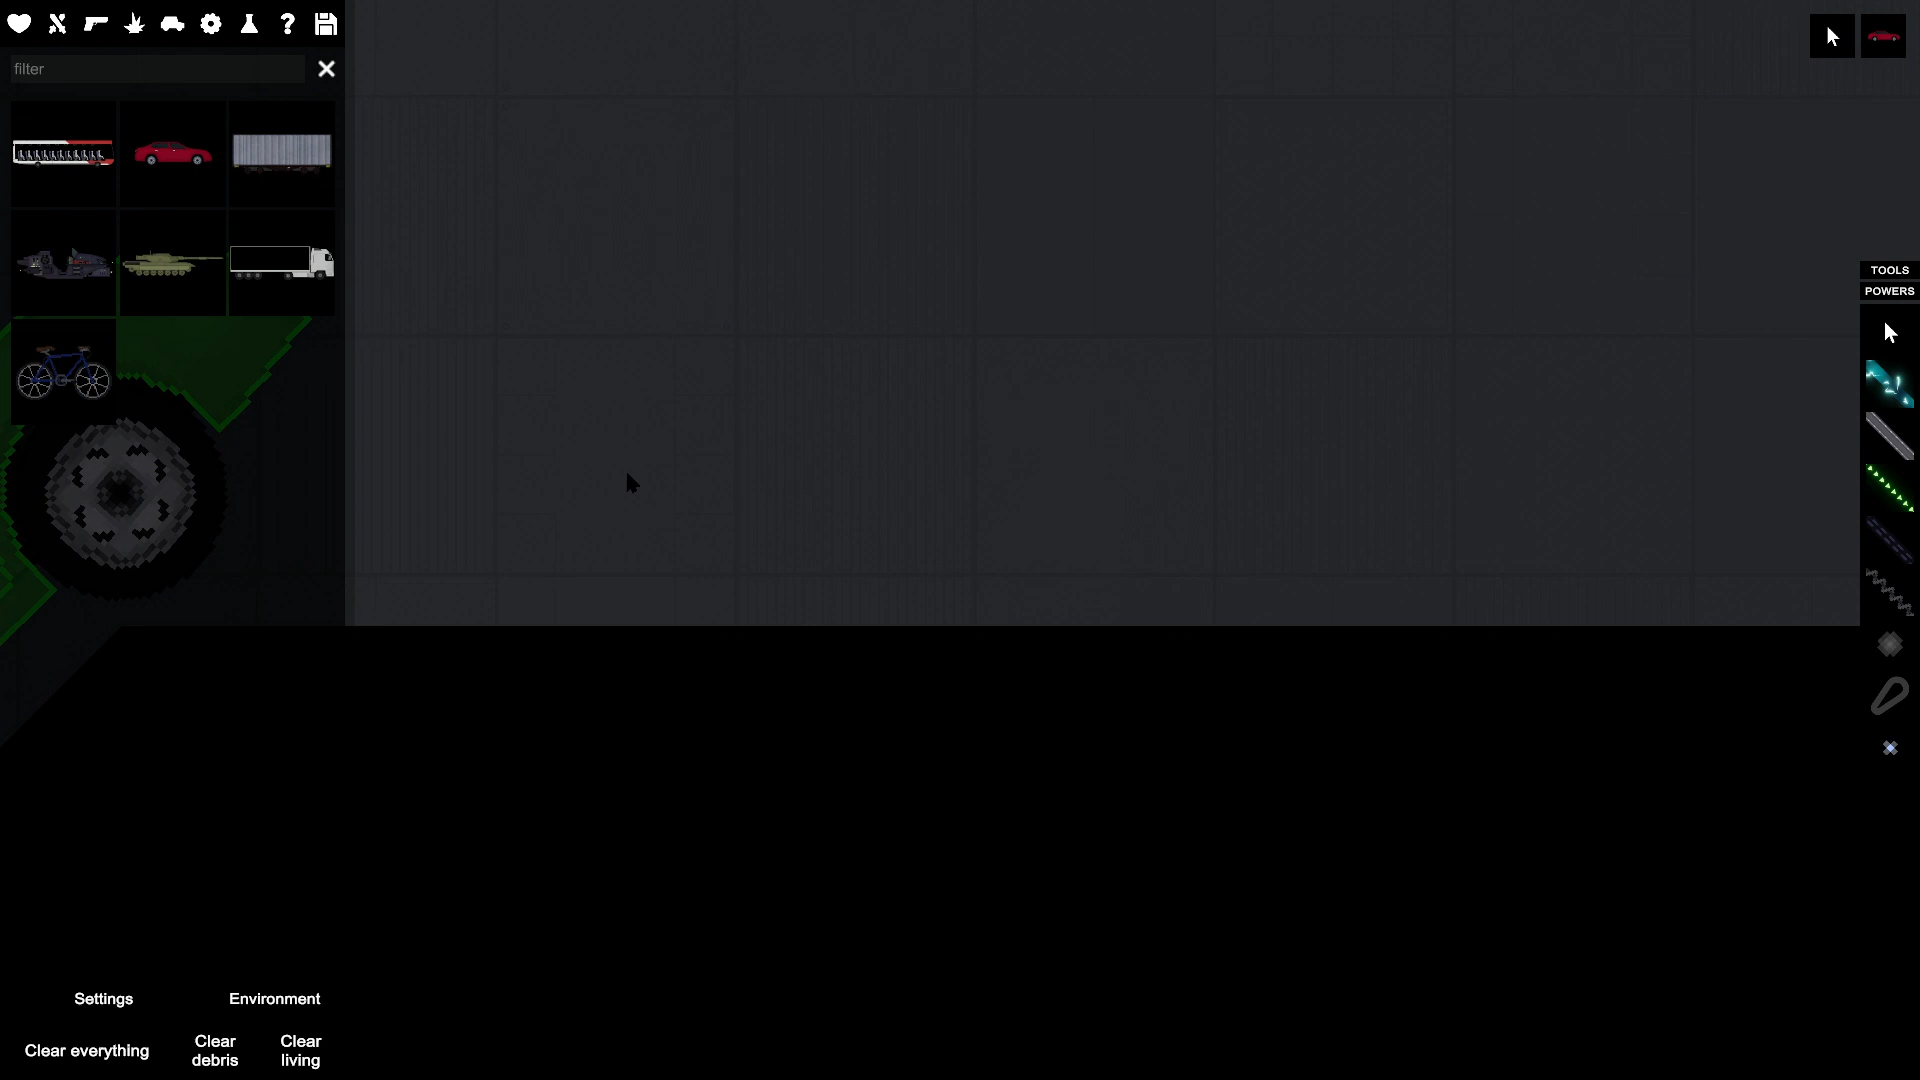 filter
TOOLS
POWERS
Settings
Environment
Clear everything
Clear
debris
Clear
living